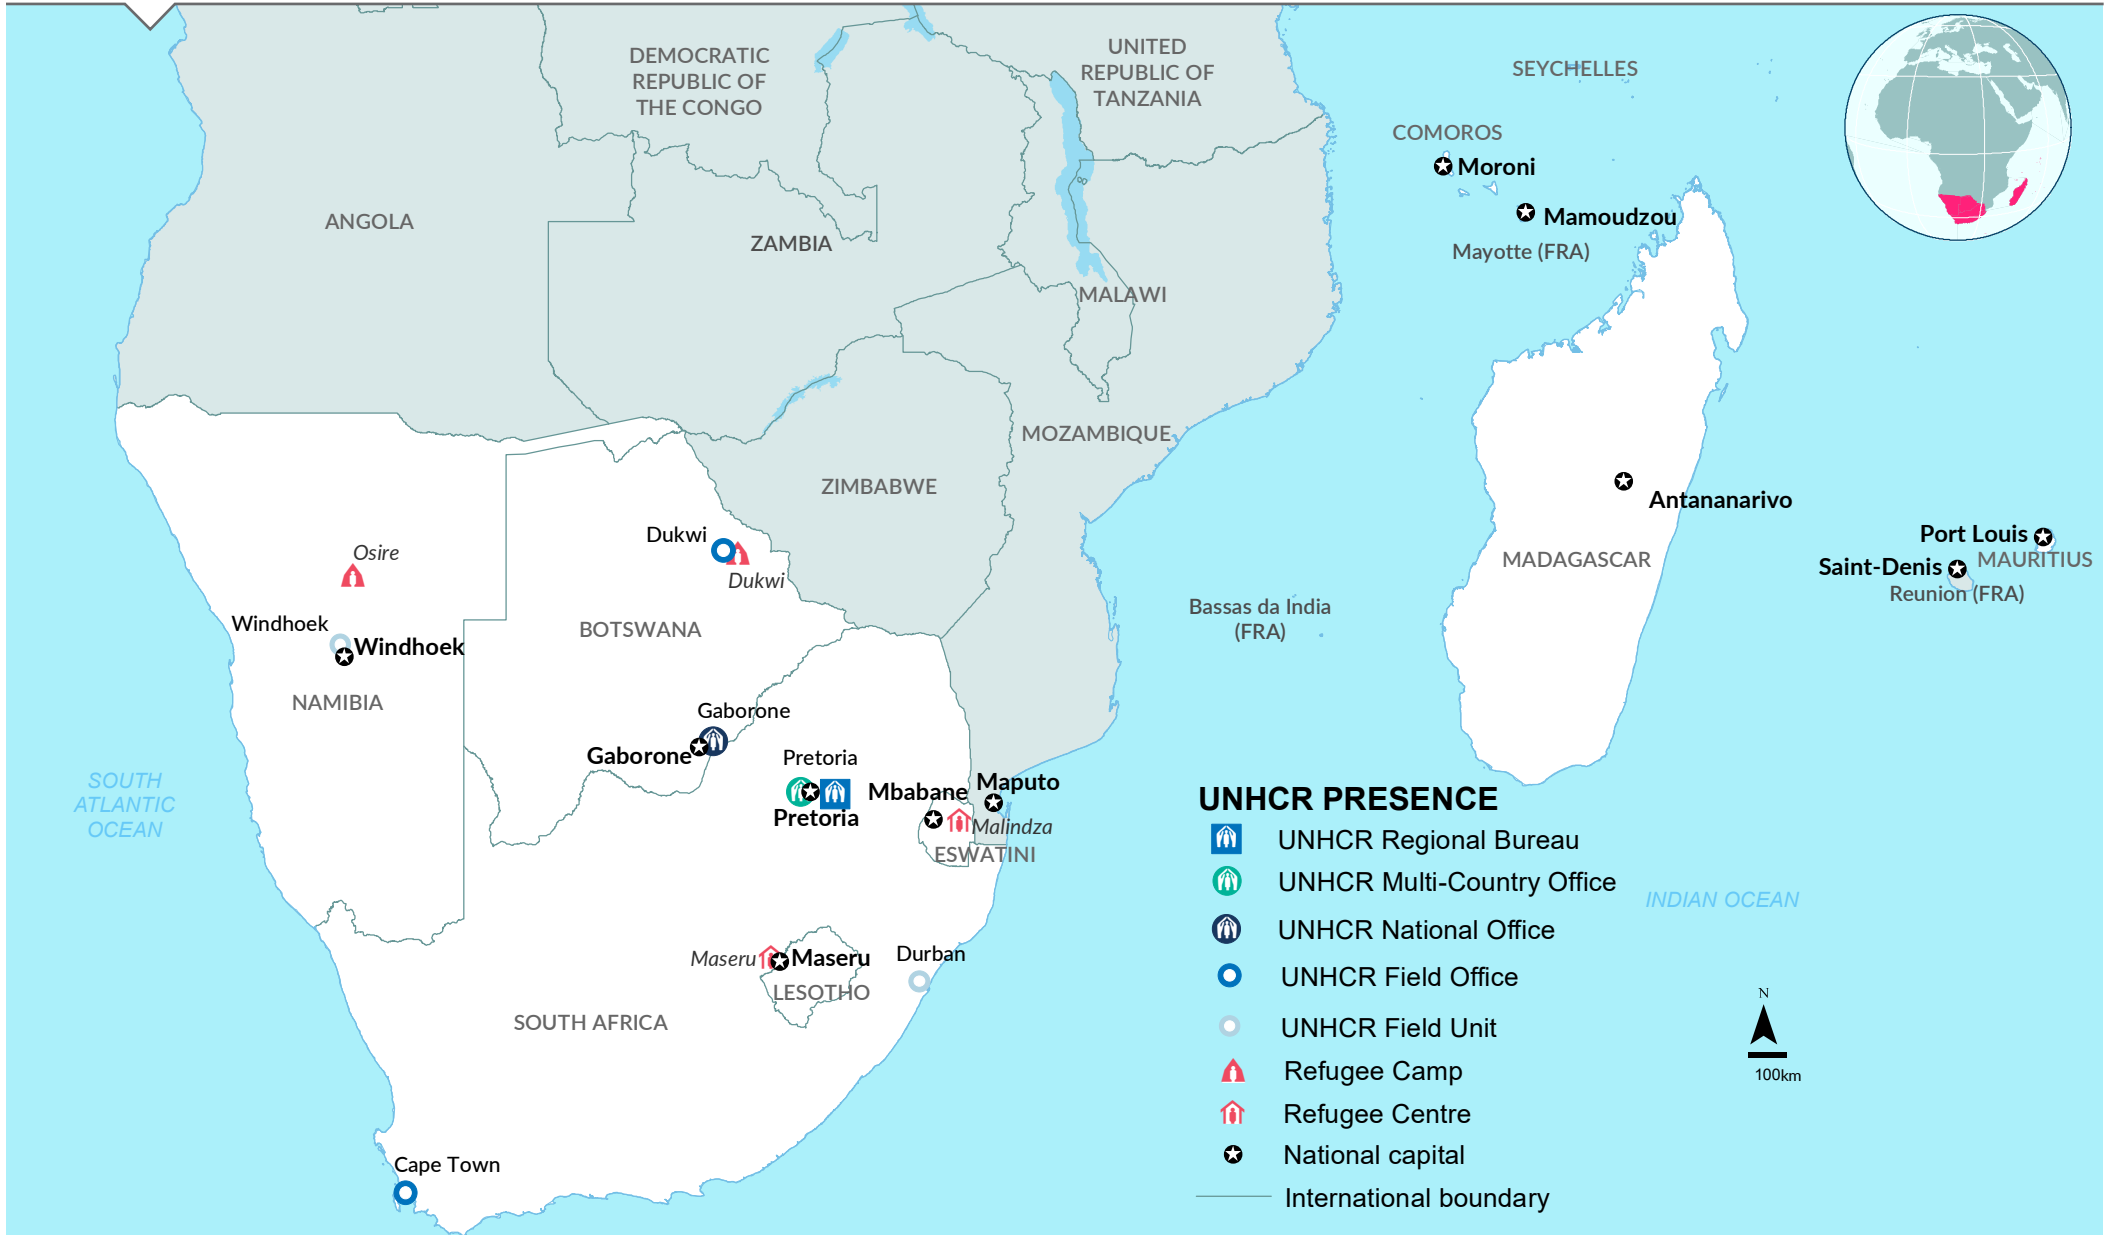 DEMOCRATIC
REPUBLIC OF
THE CONGO
UNITED
REPUBLIC OF
TANZANIA
SEYCHELLES
COMOROS
Moroni
Mamoudzou
Mayotte (FRA)
ANGOLA
ZAMBIA
MALAWI
MOZAMBIQUE
ZIMBABWE
Antananarivo
MADAGASCAR
Port Louis
MAURITIUS
Saint-Denis
Reunion (FRA)
Bassas da India
(FRA)
Dukwi
Dukwi
Osire
Windhoek
Windhoek
NAMIBIA
BOTSWANA
Gaborone
Gaborone
Pretoria
Pretoria
Mbabane
Maputo
Malindza
ESWATINI
SOUTH
ATLANTIC
OCEAN
Maseru
Maseru
LESOTHO
Durban
SOUTH AFRICA
Cape Town
INDIAN OCEAN
UNHCR PRESENCE
UNHCR Regional Bureau
UNHCR Multi-Country Office
UNHCR National Office
UNHCR Field Office
UNHCR Field Unit
Refugee Camp
Refugee Centre
National capital
International boundary
N
100km